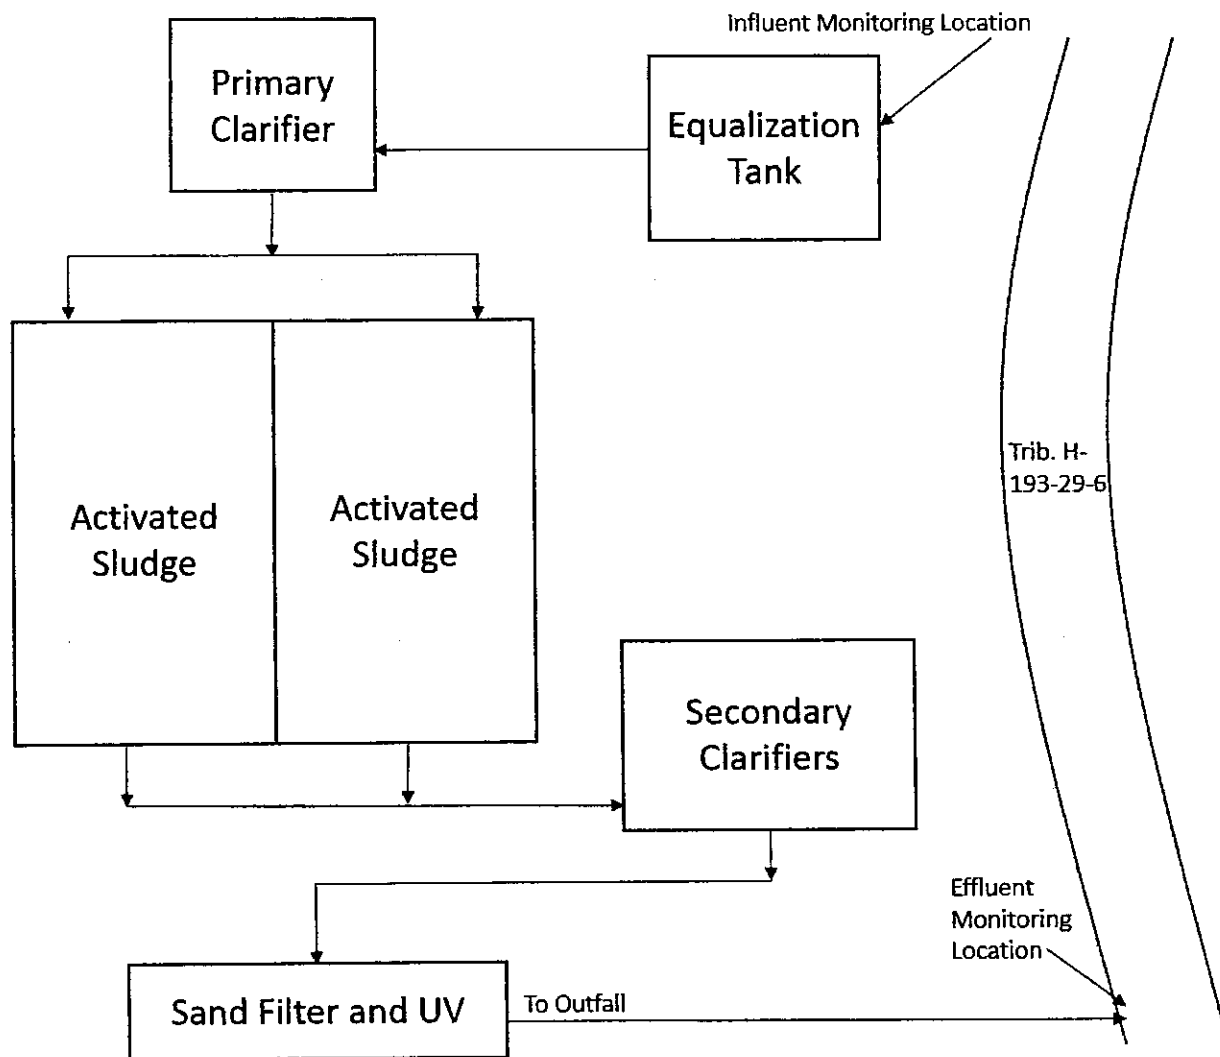 Influent Monitoring Location
Primary
Clarifier
Equalization
Tank
Trib. H-
193-29-6
Activated
Sludge
Activated
Sludge
Secondary
Clarifiers
Effluent
Monitoring
Location
Sand Filter and UV
To Outfall